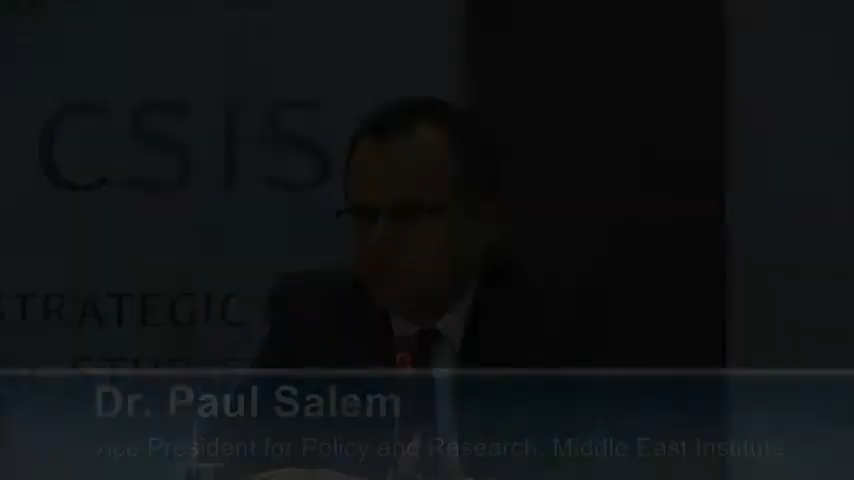 CSIS
STRATEGIC
Dr. Paul Salem
Vice President for Policy and Research, Middle East Institute